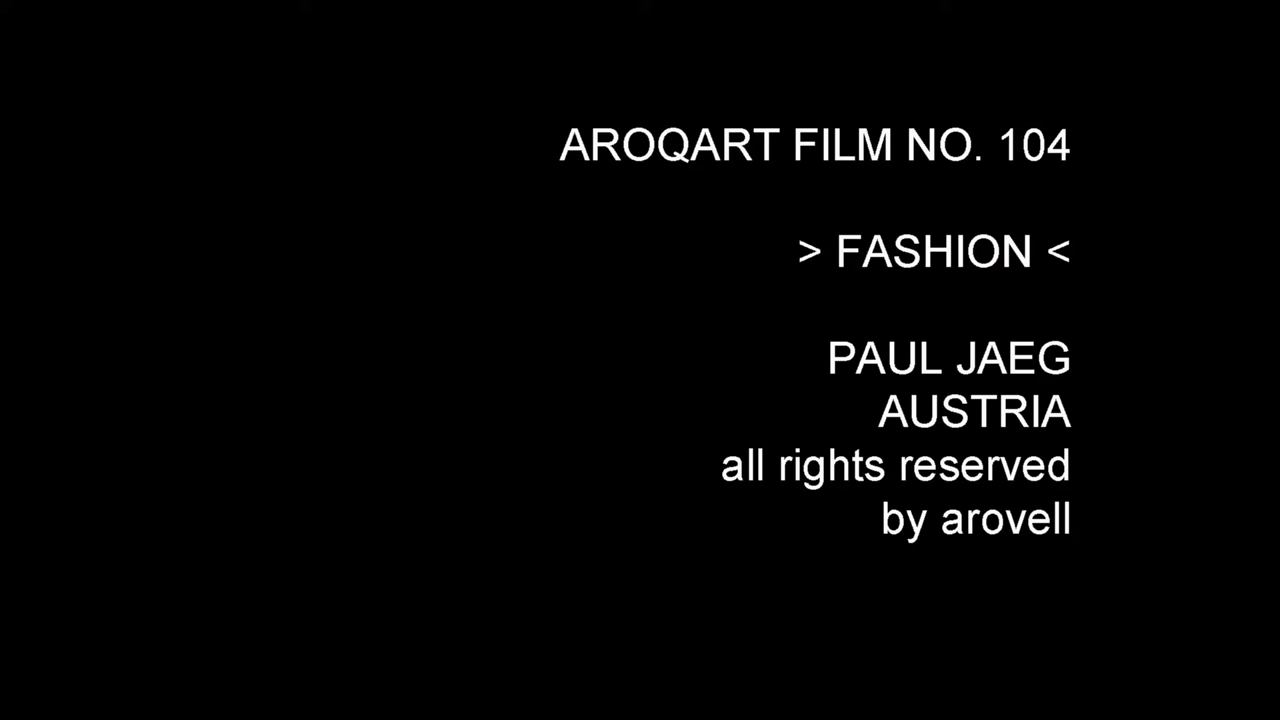 AROQART FILM NO. 104
> FASHION <
PAUL JAEG
AUSTRIA
all rights reserved
by arovell